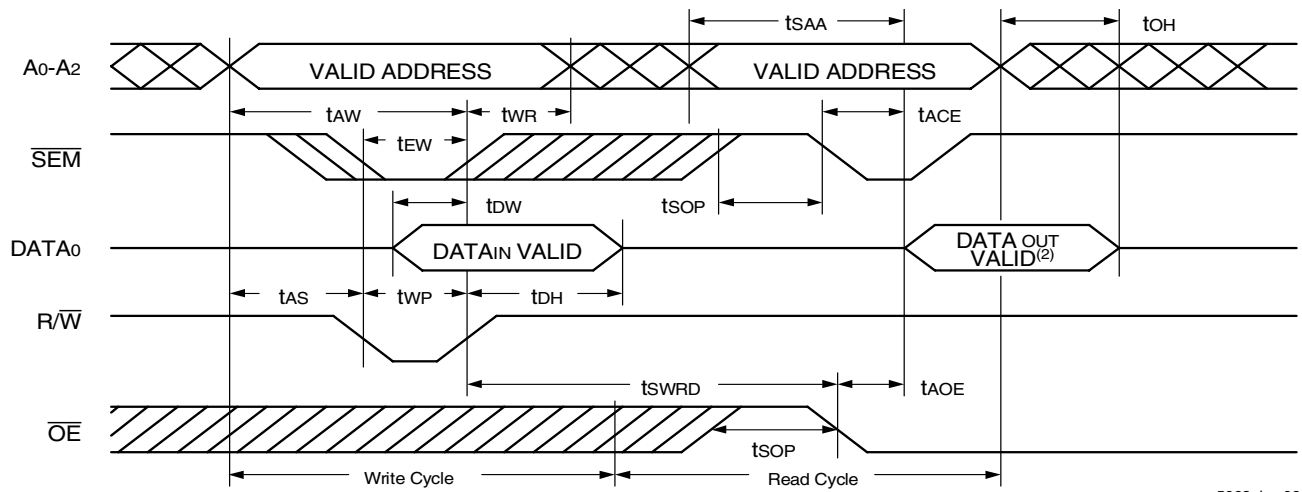 tSAA
tOH
A0-A2
VALID ADDRESS
VALID ADDRESS
tAW
tWR
tACE
tEW
SEM
tDW
tSOP
DATA0
DATAIN VALID
DATA OUT
VALID(2)
tAS
tWP
tDH
R/W
tSWRD
tAOE
OE
tSOP
Write Cycle
Read Cycle